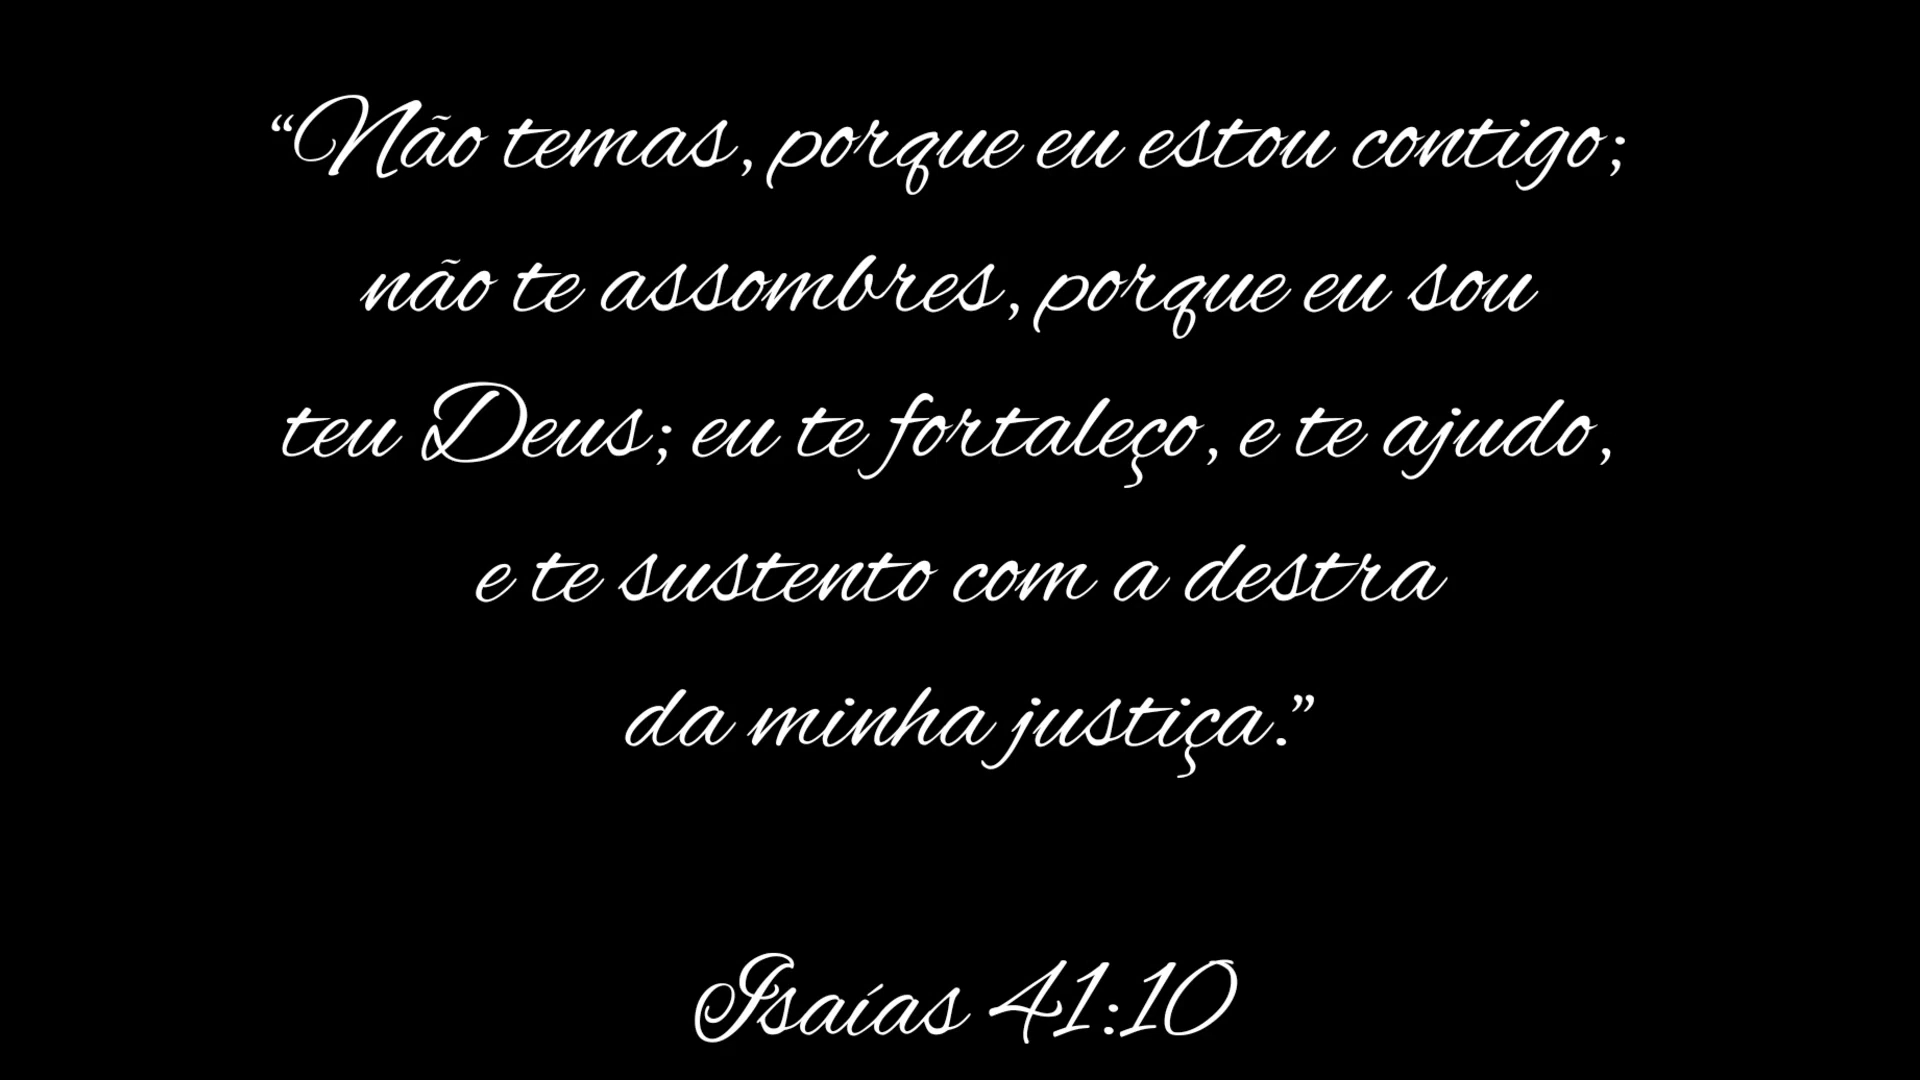 “Não temas, porque eu estou contigo;
não te assombres, porque eu sou
teu Deus; eu te fortaleço, e te ajudo,
e te sustento com a destra
da minha justiça.”
Isaías 41:10